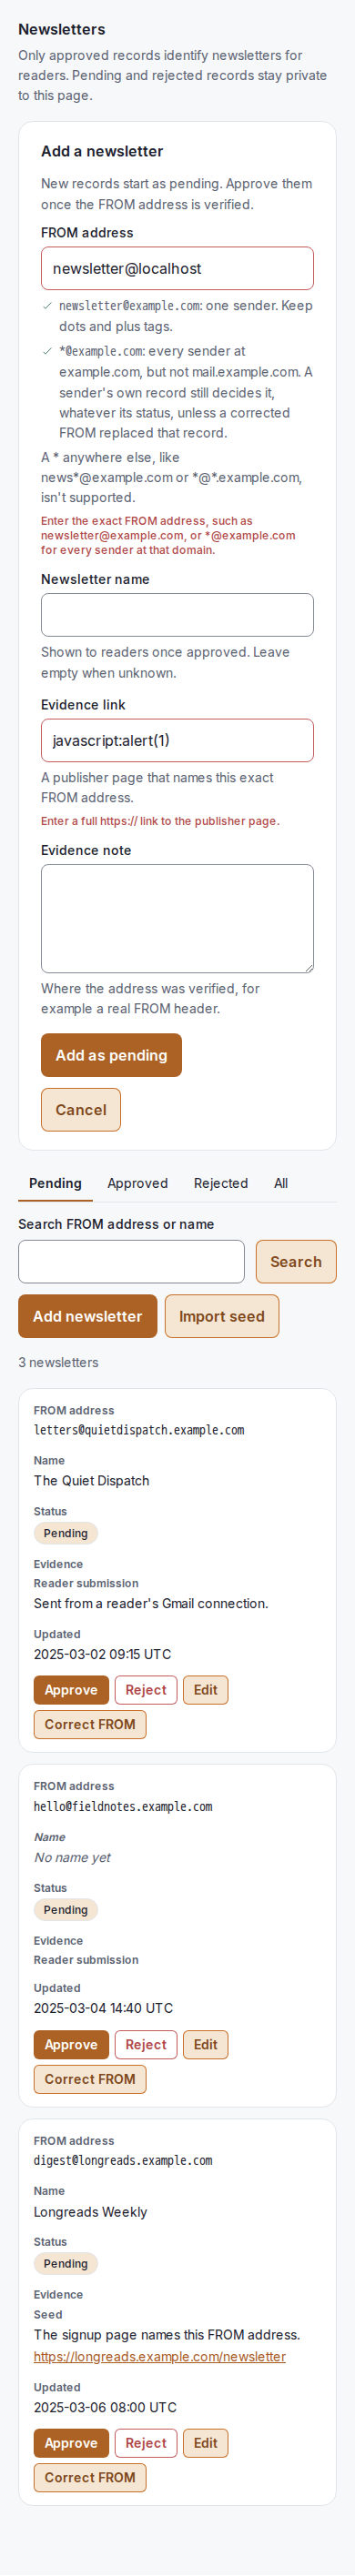 Newsletters
Only approved records identify newsletters for
readers. Pending and rejected records stay private
to this page.
Add a newsletter
New records start as pending. Approve them
once the FROM address is verified.
FROM address
newsletter@localhost
newsletter@example.com: one sender. Keep
dots and plus tags.
*@example.com: every sender at
example.com, but not mail.example.com. A
sender's own record still decides it,
whatever its status, unless a corrected
FROM replaced that record.
A * anywhere else, like
news*@example.com or *@*.example.com,
isn't supported.
Enter the exact FROM address, such as
newsletter@example.com, or *@example.com
for every sender at that domain.
Newsletter name
Shown to readers once approved. Leave
empty when unknown.
Evidence link
javascript:alert(1)
A publisher page that names this exact
FROM address.
Enter a full https:// link to the publisher page.
Evidence note
Where the address was verified, for
example a real FROM header.
Add as pending
Cancel
Pending Approved Rejected All
Search FROM address or name
Search
Add newsletter Import seed
3 newsletters
FROM address
letters@quietdispatch.example.com
Name
The Quiet Dispatch
Status
Pending
Evidence
Reader submission
Sent from a reader's Gmail connection.
Updated
2025-03-02 09:15 UTC
Approve Reject Edit
Correct FROM
FROM address
hello@fieldnotes.example.com
Name
No name yet
Status
Pending
Evidence
Reader submission
Updated
2025-03-04 14:40 UTC
Approve Reject Edit
Correct FROM
FROM address
digest@longreads.example.com
Name
Longreads Weekly
Status
Pending
Evidence
Seed
The signup page names this FROM address.
https://longreads.example.com/newsletter
Updated
2025-03-06 08:00 UTC
Approve Reject Edit
Correct FROM